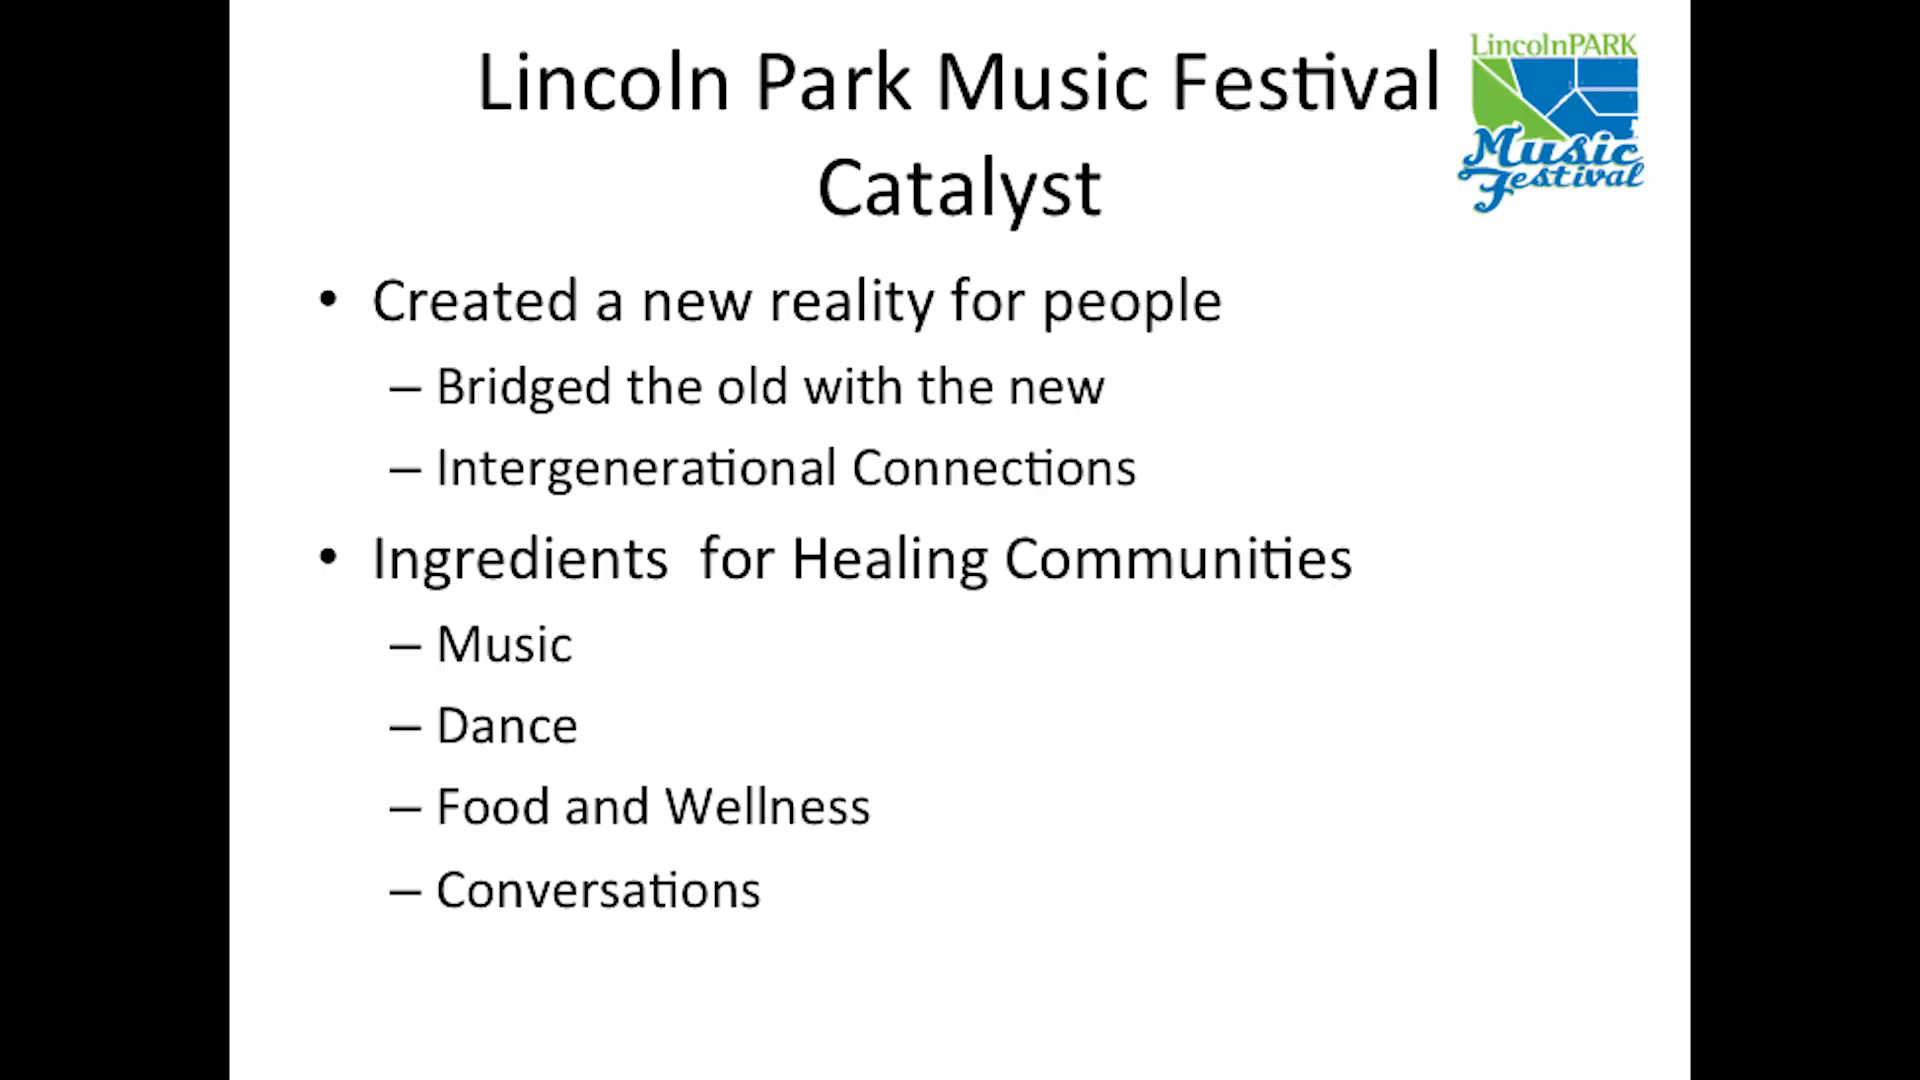 Lincoln Park Music Festival
Catalyst
LincolnPARK
Music
Festival
• Created a new reality for people
– Bridged the old with the new
– Intergenerational Connections
• Ingredients  for Healing Communities
– Music
– Dance
– Food and Wellness
– Conversations